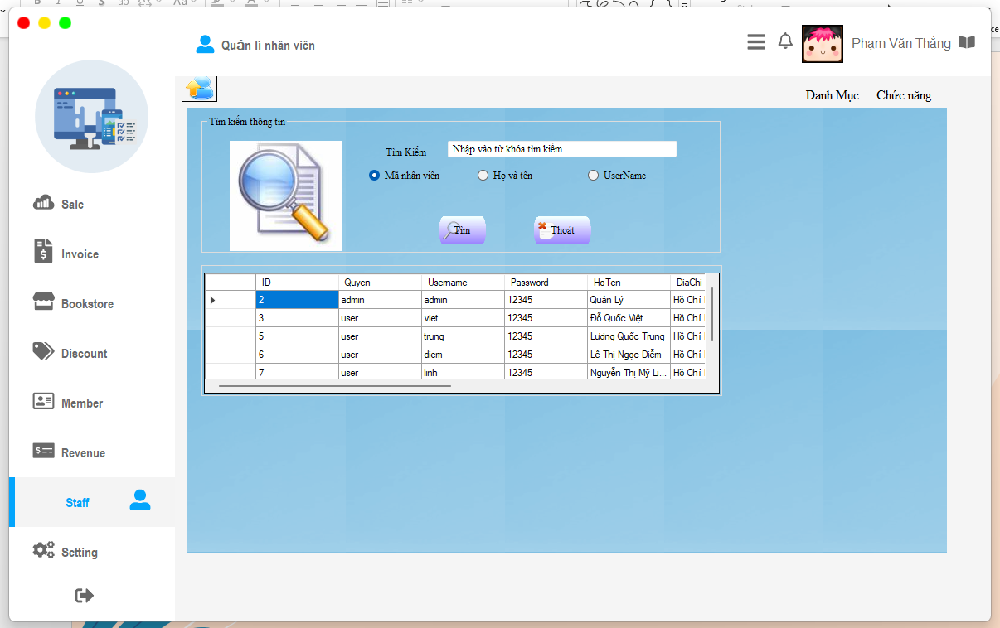 Quản lí nhân viên
Phạm Văn Thắng
Danh Mục Chức năng
Sale
Invoice
Bookstore
Discount
Member
Revenue
Staff
Setting
Tìm kiếm thông tin
Tìm Kiếm Nhập vào từ khóa tìm kiếm
Mã nhân viên Họ và tên UserName
Tìm Thoát
ID Quyen Username Password HoTen DiaChi
2 admin admin 12345 Quản Lý Hồ Chí
3 user viet 12345 Đỗ Quốc Việt Hồ Chí
5 user trung 12345 Lương Quốc Trung Hồ Chí
6 user diem 12345 Lê Thị Ngọc Diễm Hồ Chí
7 user linh 12345 Nguyễn Thị Mỹ Li... Hồ Chí